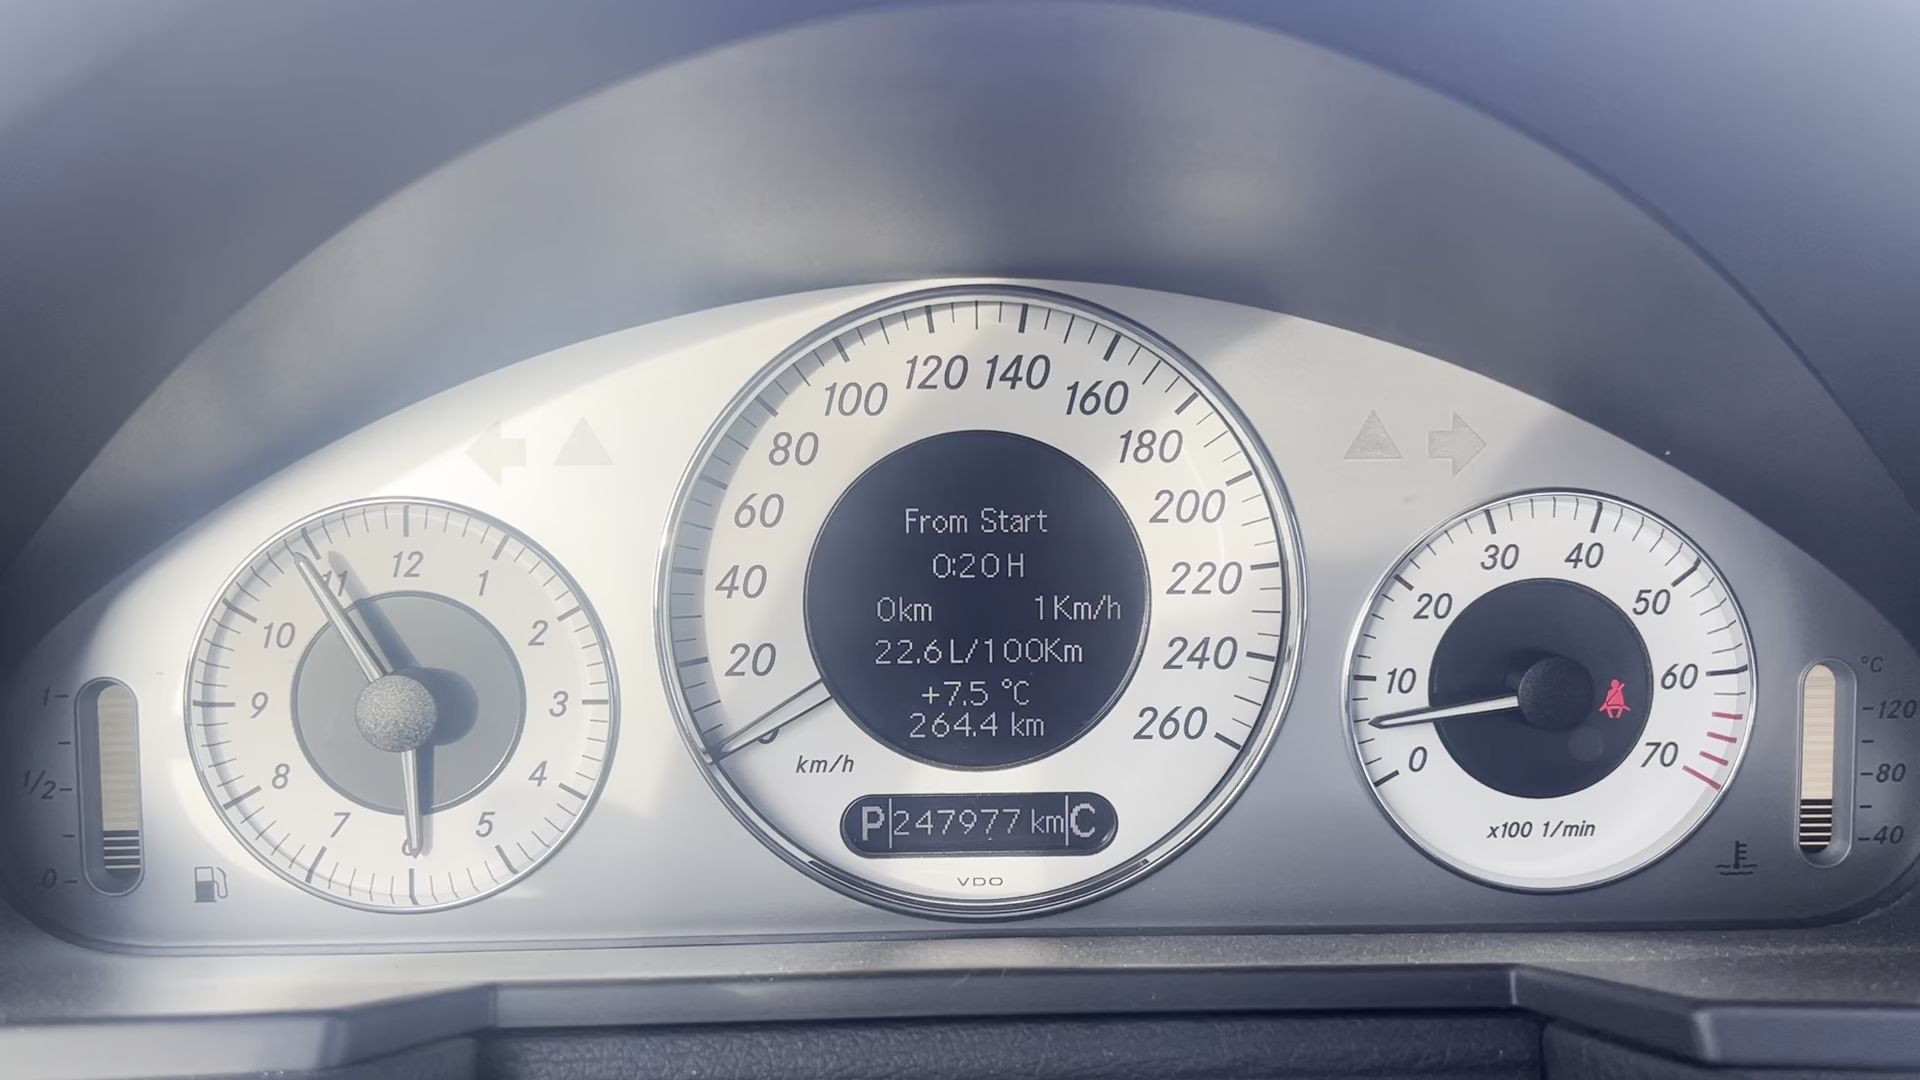 From Start
0:20 H
0km 1Km/h
22.6L/100Km
+7.5 °C
264.4 km
0 20 40 60 80 100 120 140 160 180 200 220 240 260
km/h
P 247977 km C
VDO
12 1 2 3 4 5 6 7 8 9 10 11
1
1/2
0
0 10 20 30 40 50 60 70
x100 1/min
°C
120
80
40